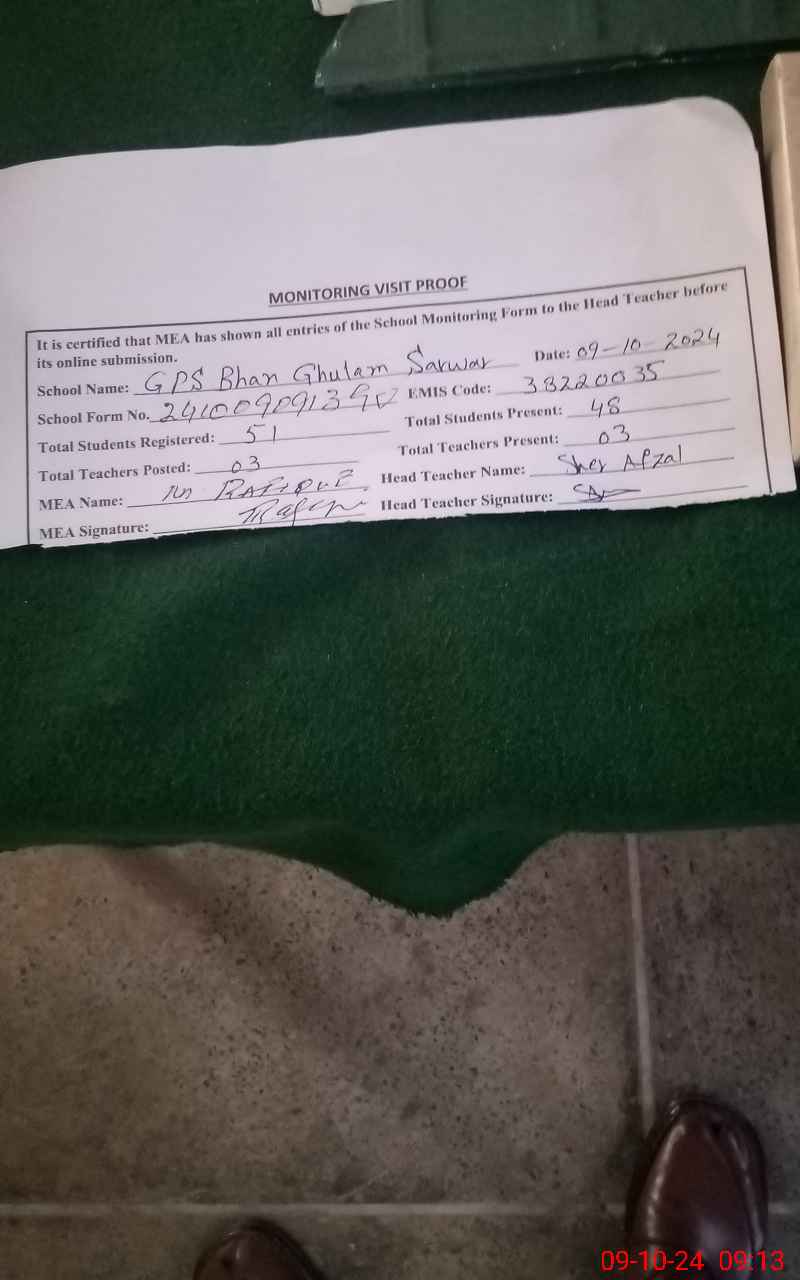 MONITORING VISIT PROOF
It is certified that MEA has shown all entries of the School Monitoring Form to the Head Teacher before
its online submission.
School Name: GPS Bhan Ghulam Sarwar Date: 09-10-2024
School Form No. EMIS Code: 38220035
Total Students Registered: 51 Total Students Present: 48
Total Teachers Posted: 03 Total Teachers Present: 03
MEA Name: Head Teacher Name: Sher Afzal
MEA Signature: Head Teacher Signature:
09-10-24 09:13